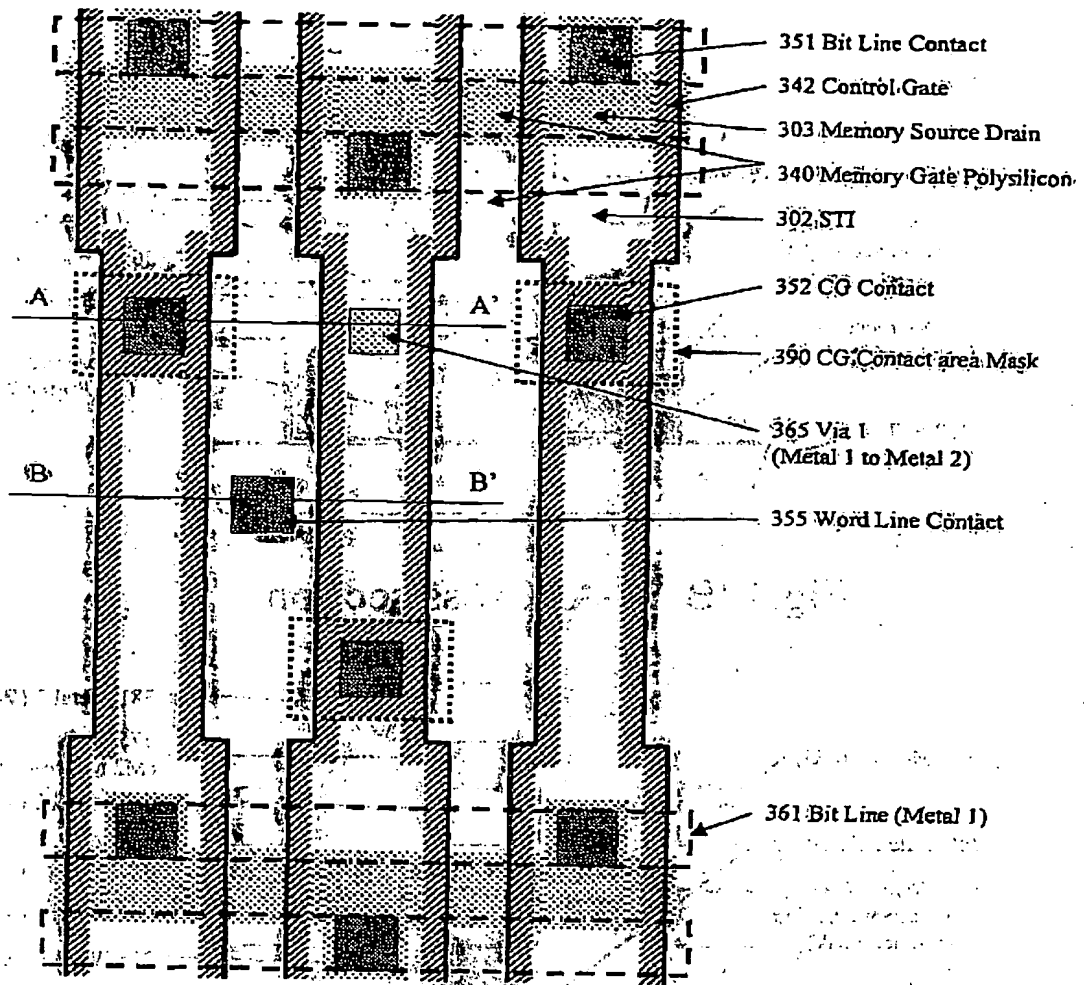 351 Bit Line Contact
342 Control Gate
303 Memory Source Drain
340 Memory Gate Polysilicon
302 STI
352 CG Contact
A A'
390 CG Contact area Mask
365 Via 1
(Metal 1 to Metal 2)
B B'
355 Word Line Contact
361 Bit Line (Metal 1)